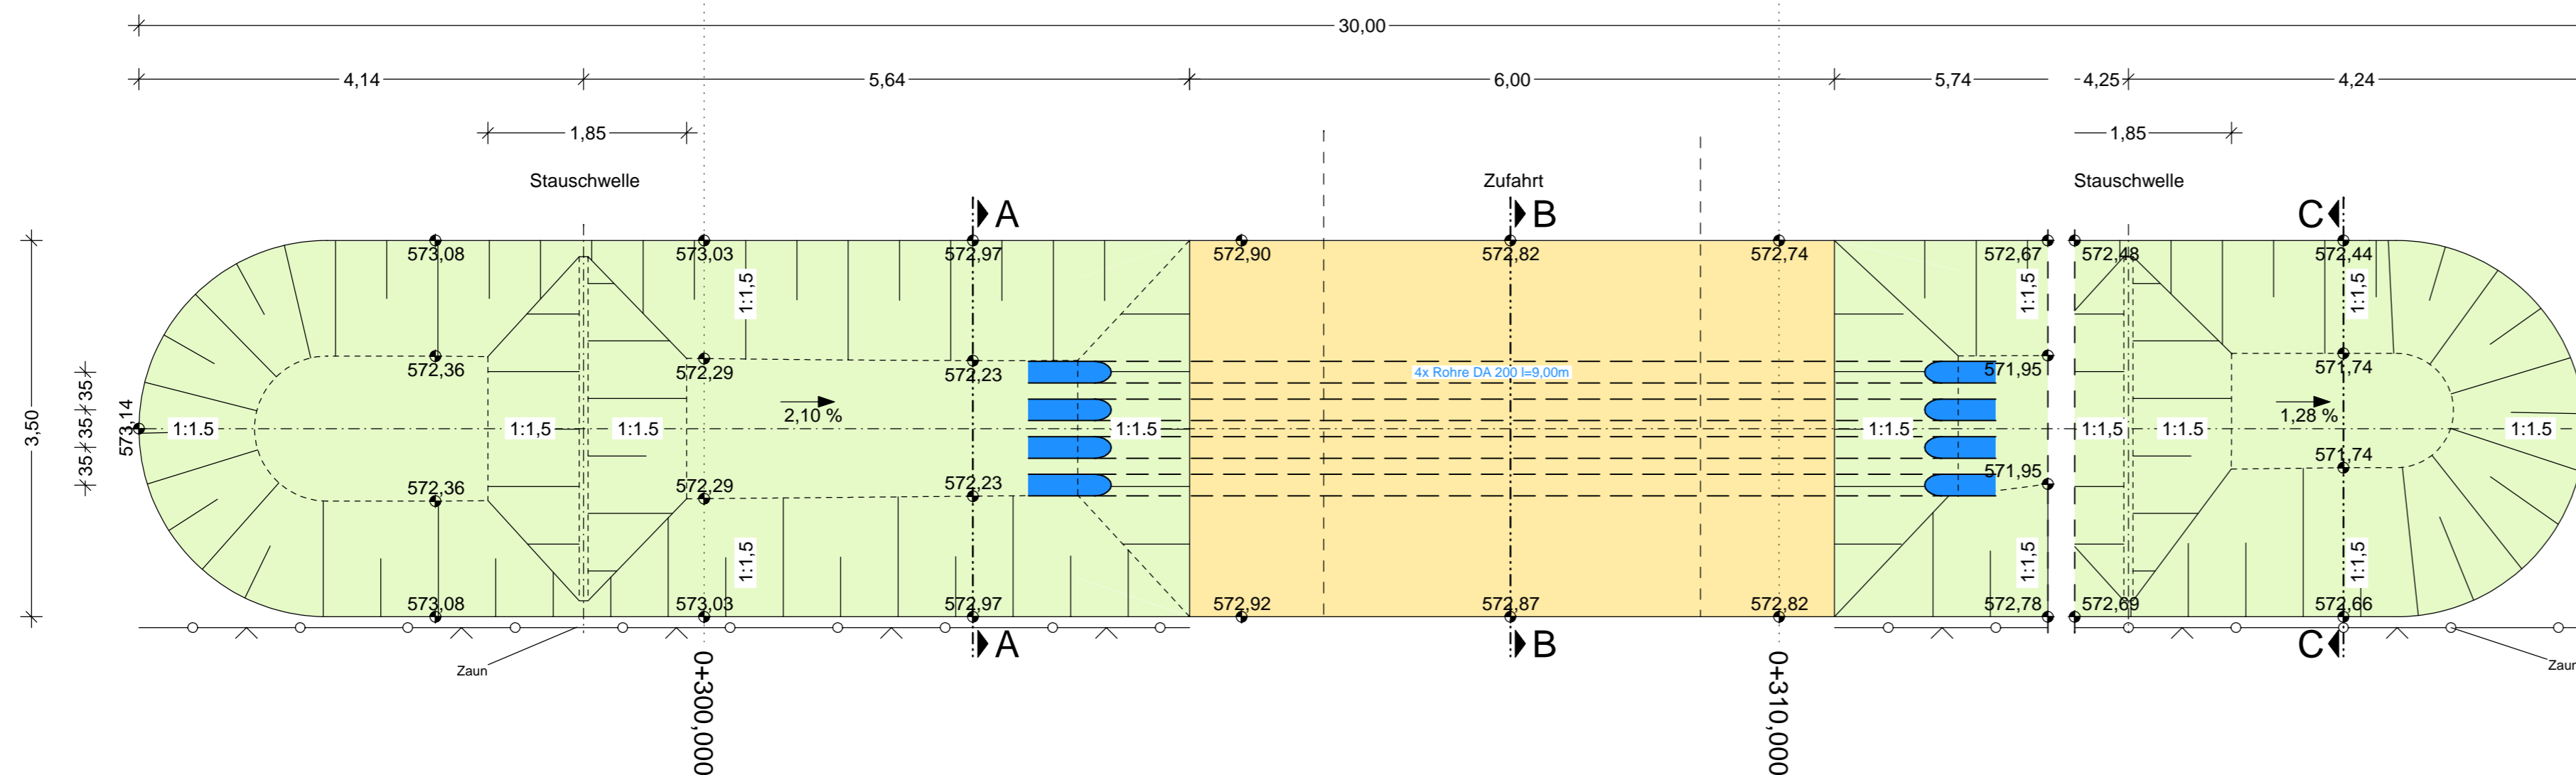 30,00
4,14 5,64 6,00 5,74 4,25 4,24
1,85 1,85
Stauschwelle Zufahrt Stauschwelle
A B C
573,08 573,03 572,97 572,90 572,82 572,74 572,67 572,48 572,44
1:1,5 1:1,5 1:1,5
572,36 572,29 572,23 4x Rohre DA 200 l=9,00m 571,95 571,74
35 35 35
3,50
573,14
2,10 % 1,28 %
1:1.5 1:1,5 1:1.5 1:1.5 1:1.5 1:1,5 1:1.5 1:1.5
572,36 572,29 572,23 571,95 571,74
1:1,5 1:1,5 1:1,5
573,08 573,03 572,97 572,92 572,87 572,82 572,78 572,69 572,66
A B C
Zaun Zaun
0+300,000 0+310,000